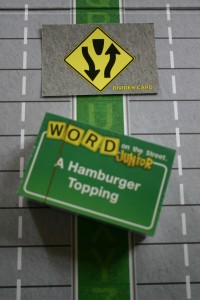 DIVIDER CARD
WORD on the Street.
JUNIOR
A Hamburger
Topping